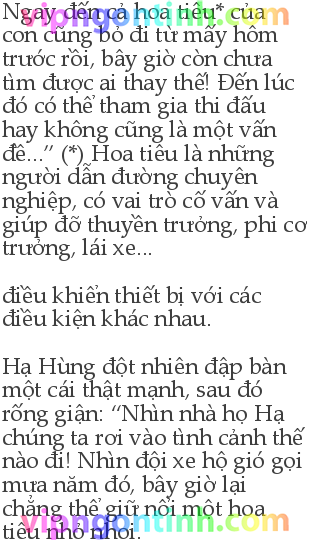 Ngay đến cả hoa tiêu* của
con cũng bỏ đi từ mấy hôm
trước rồi, bây giờ còn chưa
tìm được ai thay thế! Đến lúc
đó có thể tham gia thi đấu
hay không cũng là một vấn
đề...” (*) Hoa tiêu là những
người dẫn đường chuyên
nghiệp, có vai trò cố vấn và
giúp đỡ thuyền trưởng, phi cơ
trưởng, lái xe...
điều khiển thiết bị với các
điều kiện khác nhau.
Hạ Hùng đột nhiên đập bàn
một cái thật mạnh, sau đó
rống giận: “Nhìn nhà họ Hạ
chúng ta rơi vào tình cảnh thế
nào đi! Nhìn đội xe hô gió gọi
mưa năm đó, bây giờ lại
chẳng thể giữ nổi một hoa
tiêu nhỏ nhoi.
vipngontinh.com
vipngontinh.com